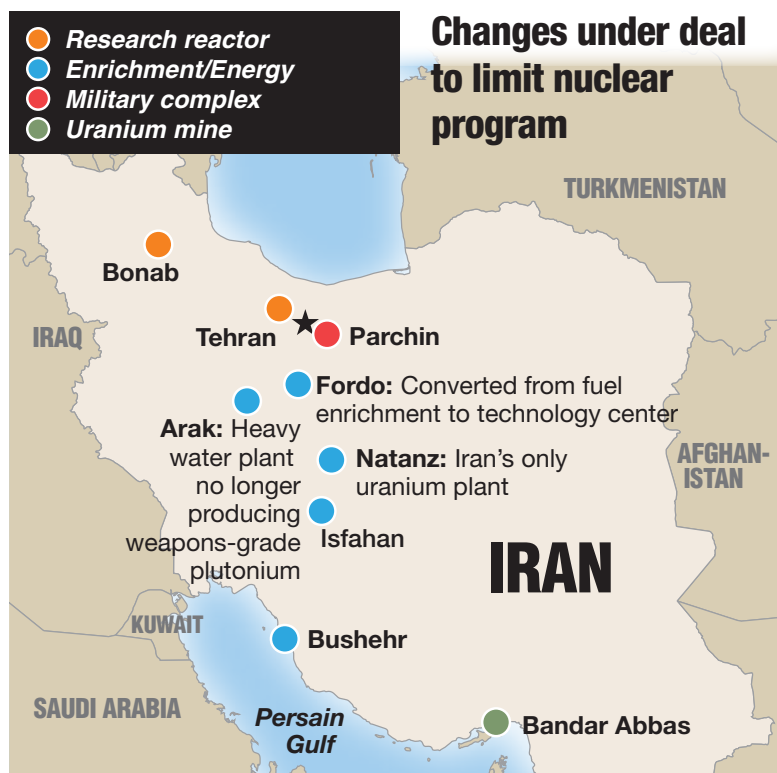 Research reactor
Enrichment/Energy
Military complex
Uranium mine
Changes under deal
to limit nuclear
program
TURKMENISTAN
Bonab
IRAQ
Tehran
Parchin
Fordo: Converted from fuel
enrichment to technology center
Arak: Heavy
water plant
no longer
producing
weapons-grade
plutonium
Natanz: Iran's only
uranium plant
AFGHAN-
ISTAN
Isfahan
IRAN
KUWAIT
Bushehr
SAUDI ARABIA
Persain
Gulf
Bandar Abbas